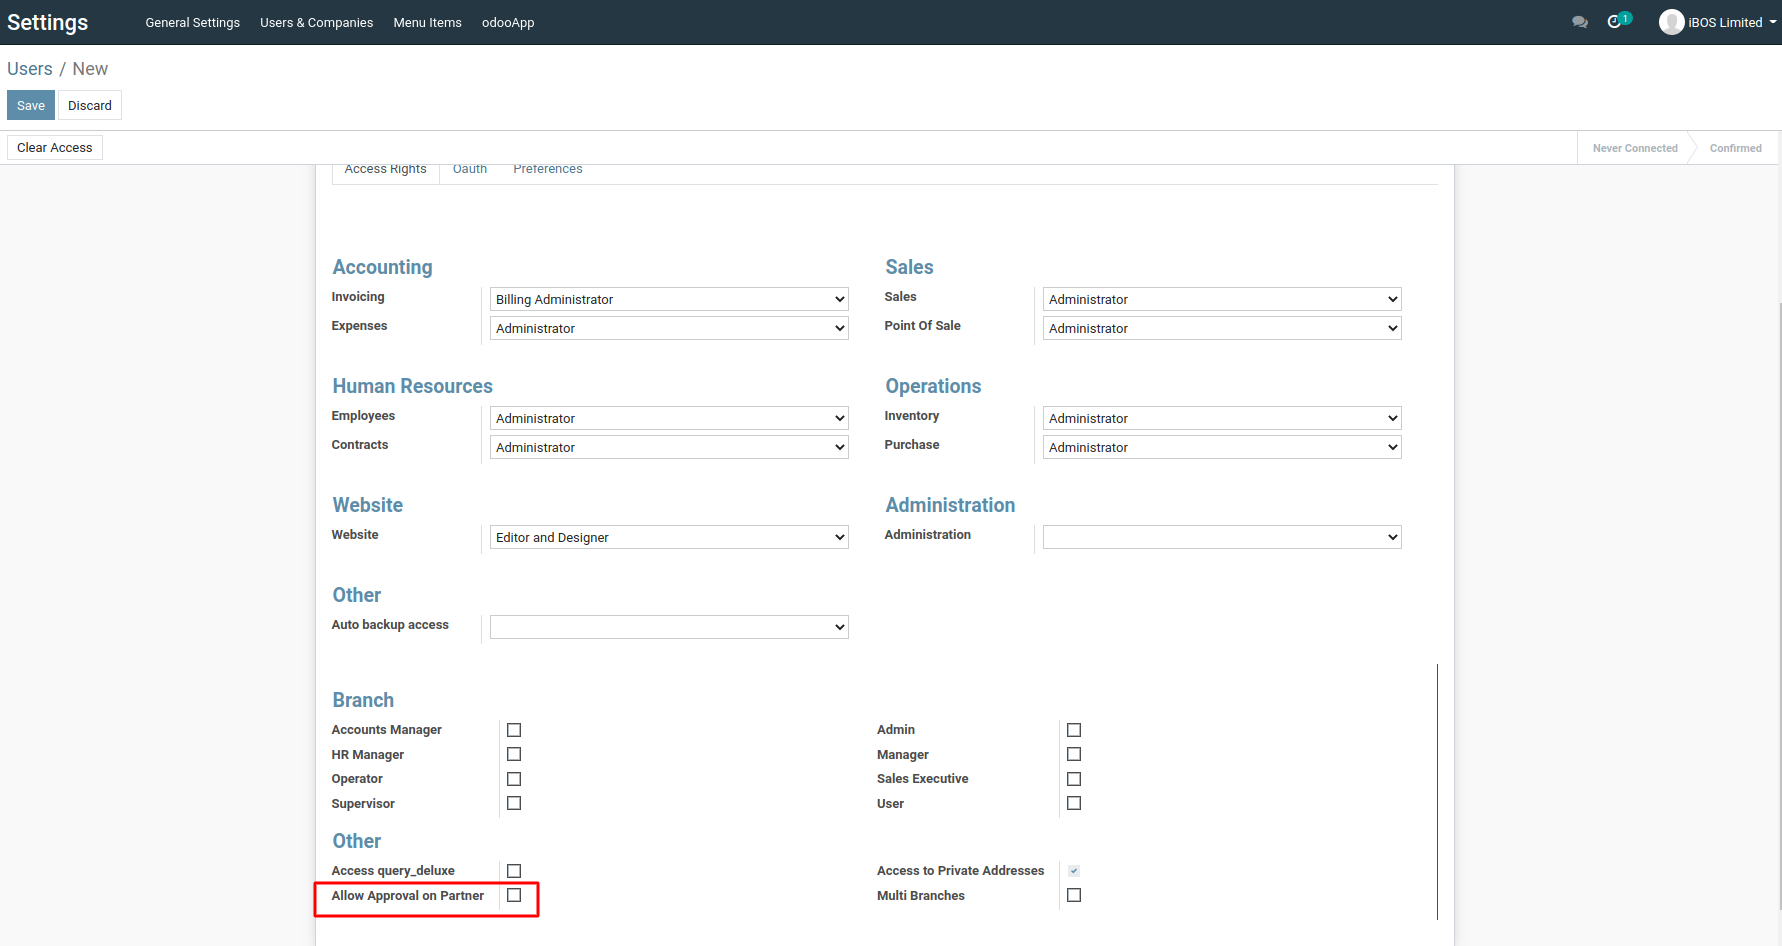 Settings General Settings Users & Companies Menu Items odooApp 1 iBOS Limited
Users / New
Save Discard
Clear Access Never Connected Confirmed
Access Rights Oauth Preferences
Accounting Sales
Invoicing Billing Administrator Sales Administrator
Expenses Administrator Point Of Sale Administrator
Human Resources Operations
Employees Administrator Inventory Administrator
Contracts Administrator Purchase Administrator
Website Administration
Website Editor and Designer Administration
Other
Auto backup access
Branch
Accounts Manager Admin
HR Manager Manager
Operator Sales Executive
Supervisor User
Other
Access query_deluxe Access to Private Addresses
Allow Approval on Partner Multi Branches